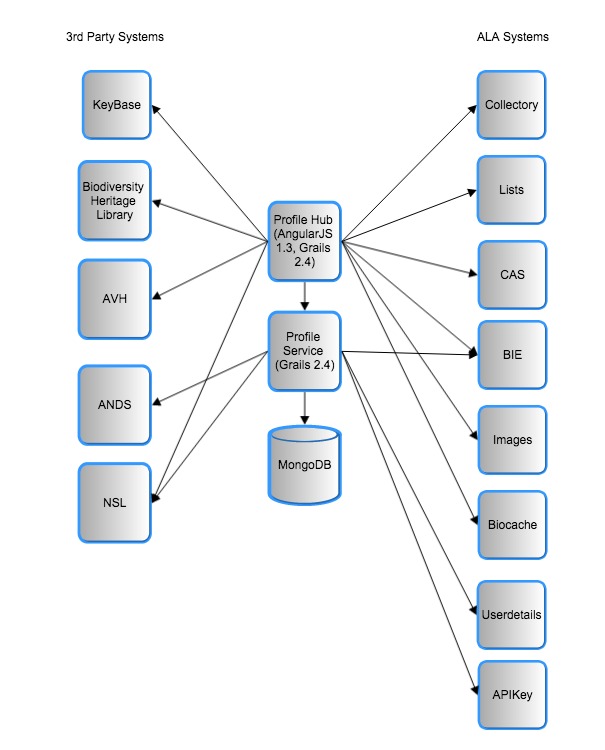 3rd Party Systems
ALA Systems
KeyBase
Collectory
Biodiversity
Heritage
Library
Lists
Profile Hub
(AngularJS
1.3, Grails
2.4)
AVH
CAS
Profile
Service
(Grails 2.4)
BIE
ANDS
Images
MongoDB
NSL
Biocache
Userdetails
APIKey